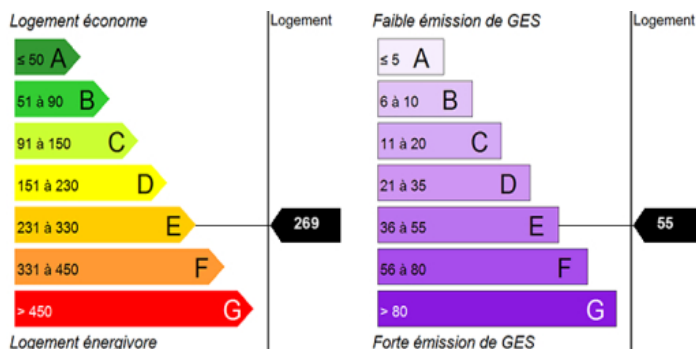 Logement économe
Logement
≤ 50 A
51 à 90 B
91 à 150 C
151 à 230 D
231 à 330 E
269
331 à 450 F
> 450 G
Logement énergivore
Faible émission de GES
Logement
≤ 5 A
6 à 10 B
11 à 20 C
21 à 35 D
36 à 55 E
55
56 à 80 F
> 80 G
Forte émission de GES